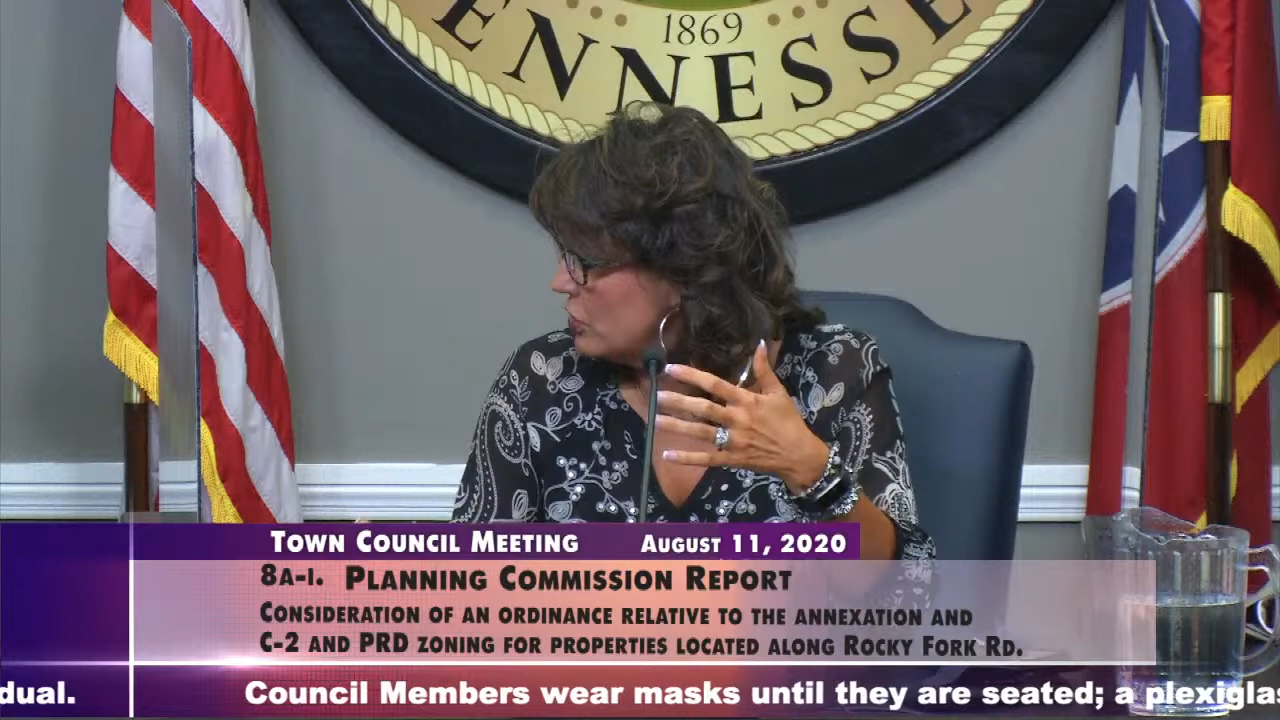 1869
TENNESSE
TOWN COUNCIL MEETING AUGUST 11, 2020
8A-I. PLANNING COMMISSION REPORT
CONSIDERATION OF AN ORDINANCE RELATIVE TO THE ANNEXATION AND
C-2 AND PRD ZONING FOR PROPERTIES LOCATED ALONG ROCKY FORK RD.
dual. Council Members wear masks until they are seated; a plexigla